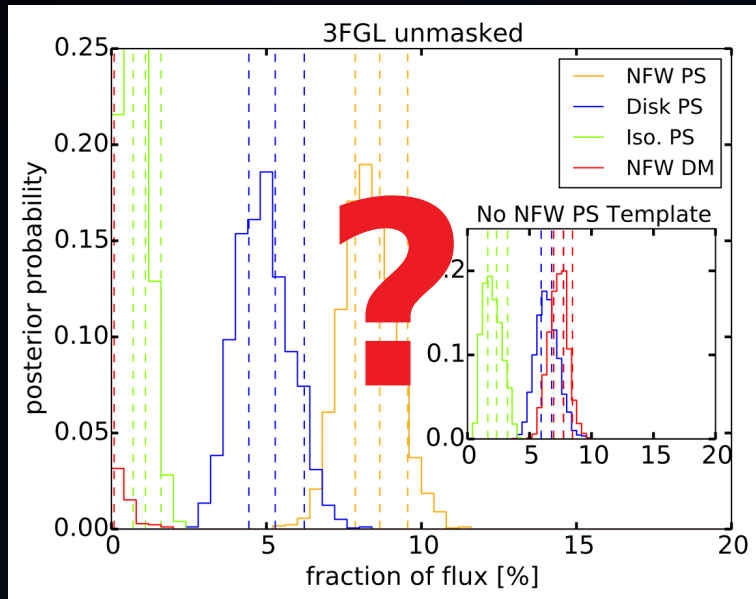 3FGL unmasked
0.25
0.20
0.15
0.10
0.05
0.00
posterior probability
NFW PS
Disk PS
Iso. PS
NFW DM
?
No NFW PS Template
.2
0.1
0.0
0 5 10 15 20
0 5 10 15 20
fraction of flux [%]